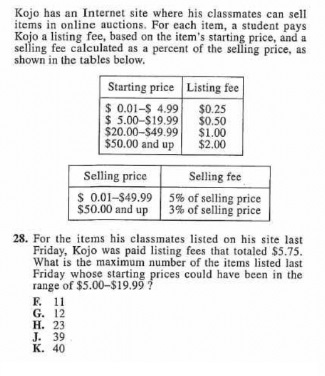 Kojo has an Internet site where his classmates can sell
items in online auctions. For each item, a student pays
Kojo a listing fee, based on the item's starting price, and a
selling fee calculated as a percent of the selling price, as
shown in the tables below.
Starting price Listing fee
$ 0.01–$ 4.99 $0.25
$ 5.00–$19.99 $0.50
$20.00–$49.99 $1.00
$50.00 and up $2.00
Selling price Selling fee
$ 0.01–$49.99 5% of selling price
$50.00 and up 3% of selling price
28. For the items his classmates listed on his site last
Friday, Kojo was paid listing fees that totaled $5.75.
What is the maximum number of the items listed last
Friday whose starting prices could have been in the
range of $5.00–$19.99 ?
F. 11
G. 12
H. 23
J. 39
K. 40